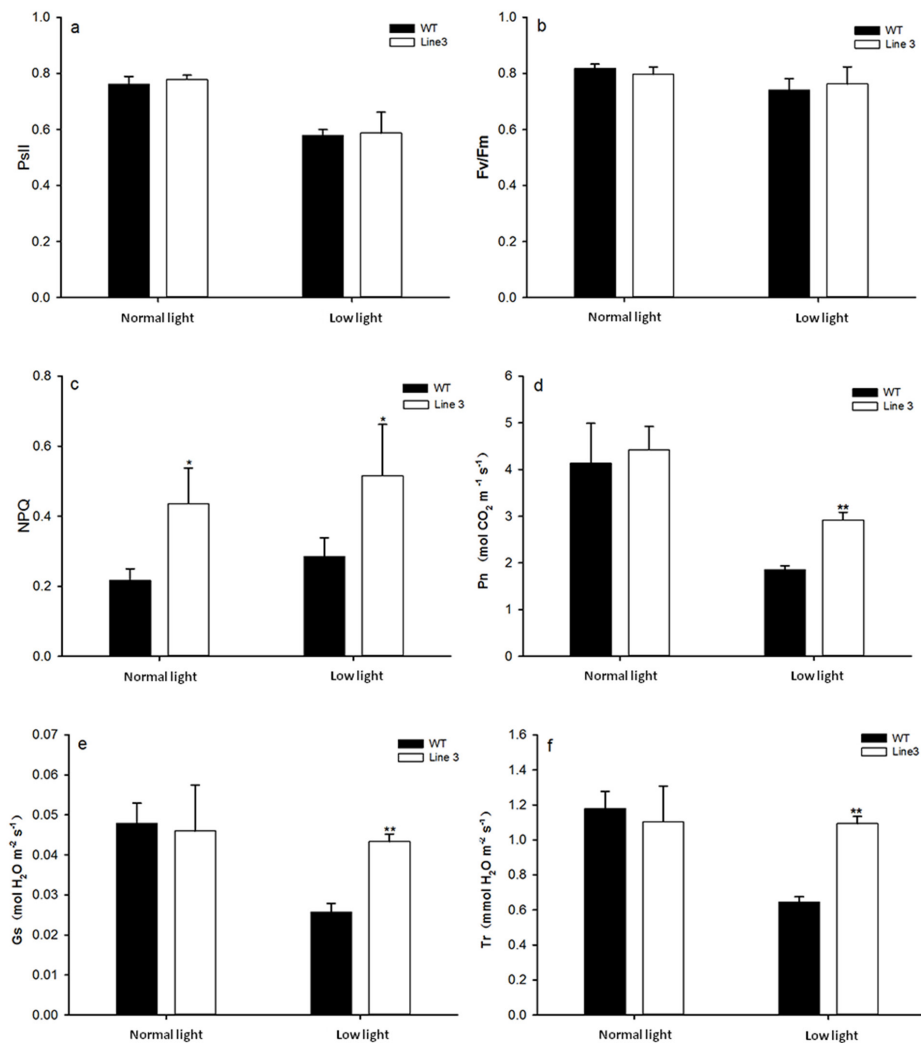 a
WT
Line3
1.0
0.8
0.6
0.4
0.2
0.0
PsII
Normal light
Low light
b
WT
Line 3
1.0
0.8
0.6
0.4
0.2
0.0
Fv/Fm
Normal light
Low light
c
WT
Line 3
0.8
0.6
0.4
0.2
0.0
NPQ
*
*
Normal light
Low light
d
WT
Line 3
6
5
4
3
2
1
0
Pn (mol CO₂ m⁻¹ s⁻¹)
**
Normal light
Low light
e
WT
Line 3
0.07
0.06
0.05
0.04
0.03
0.02
0.01
0.00
Gs (mol H₂O m⁻² s⁻¹)
**
Normal light
Low light
f
WT
Line3
1.6
1.4
1.2
1.0
0.8
0.6
0.4
0.2
0.0
Tr (mmol H₂O m⁻² s⁻¹)
**
Normal light
Low light